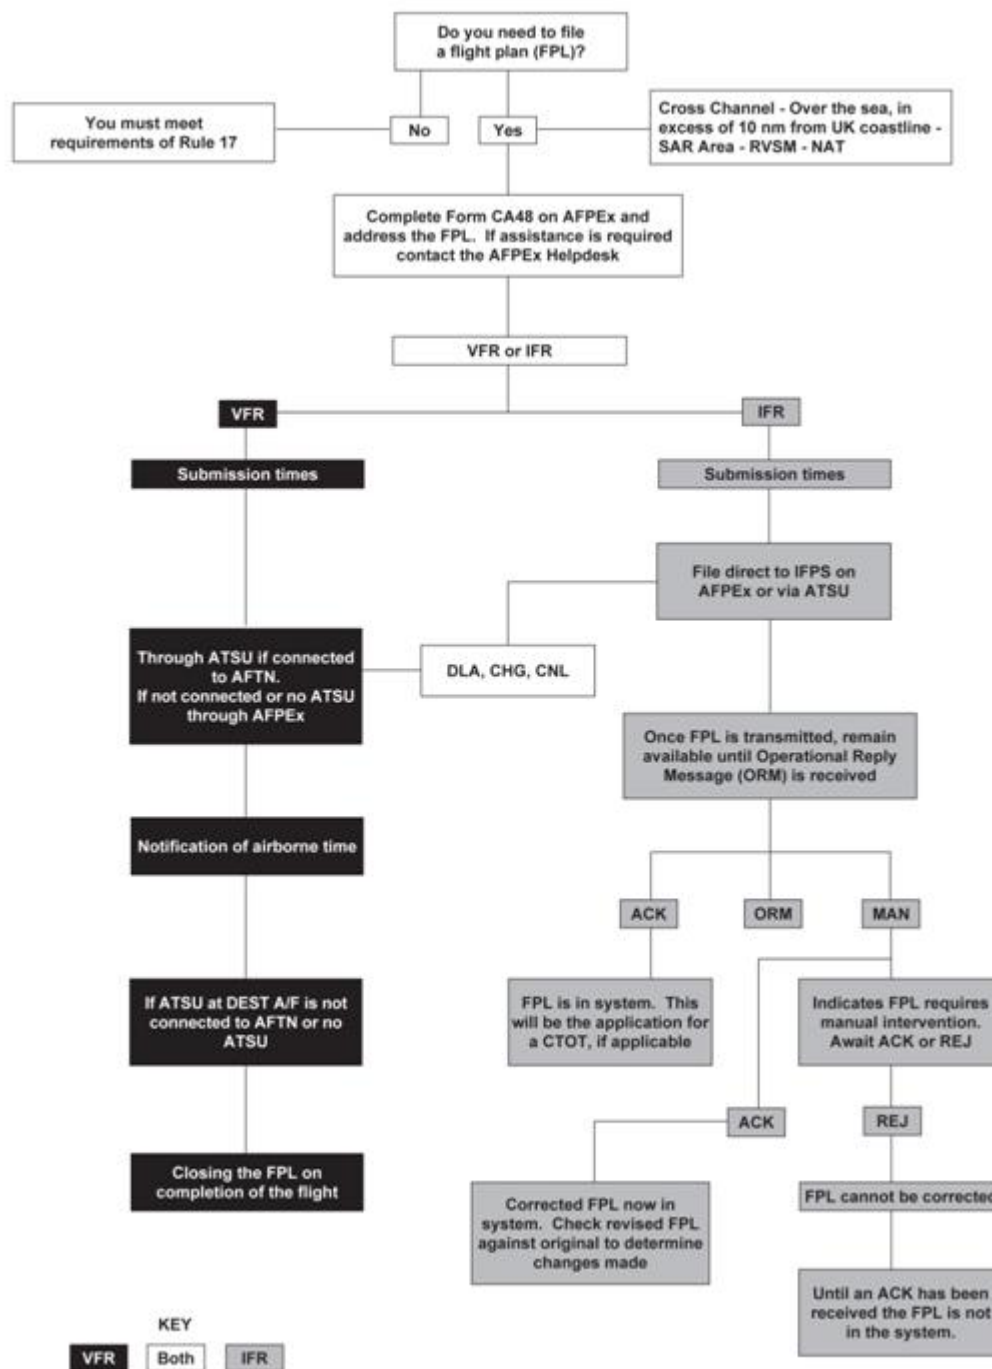 Do you need to file
a flight plan (FPL)?
You must meet
requirements of Rule 17
No
Yes
Cross Channel - Over the sea, in
excess of 10 nm from UK coastline -
SAR Area - RVSM - NAT
Complete Form CA48 on AFPEx and
address the FPL. If assistance is required
contact the AFPEx Helpdesk
VFR or IFR
VFR
IFR
Submission times
Submission times
File direct to IFPS on
AFPEx or via ATSU
Through ATSU if connected
to AFTN.
If not connected or no ATSU
through AFPEx
DLA, CHG, CNL
Once FPL is transmitted, remain
available until Operational Reply
Message (ORM) is received
Notification of airborne time
ACK
ORM
MAN
If ATSU at DEST A/F is not
connected to AFTN or no
ATSU
FPL is in system. This
will be the application for
a CTOT, if applicable
Indicates FPL requires
manual intervention.
Await ACK or REJ
ACK
REJ
Closing the FPL on
completion of the flight
Corrected FPL now in
system. Check revised FPL
against original to determine
changes made
FPL cannot be corrected
Until an ACK has been
received the FPL is not
in the system.
KEY
VFR
Both
IFR